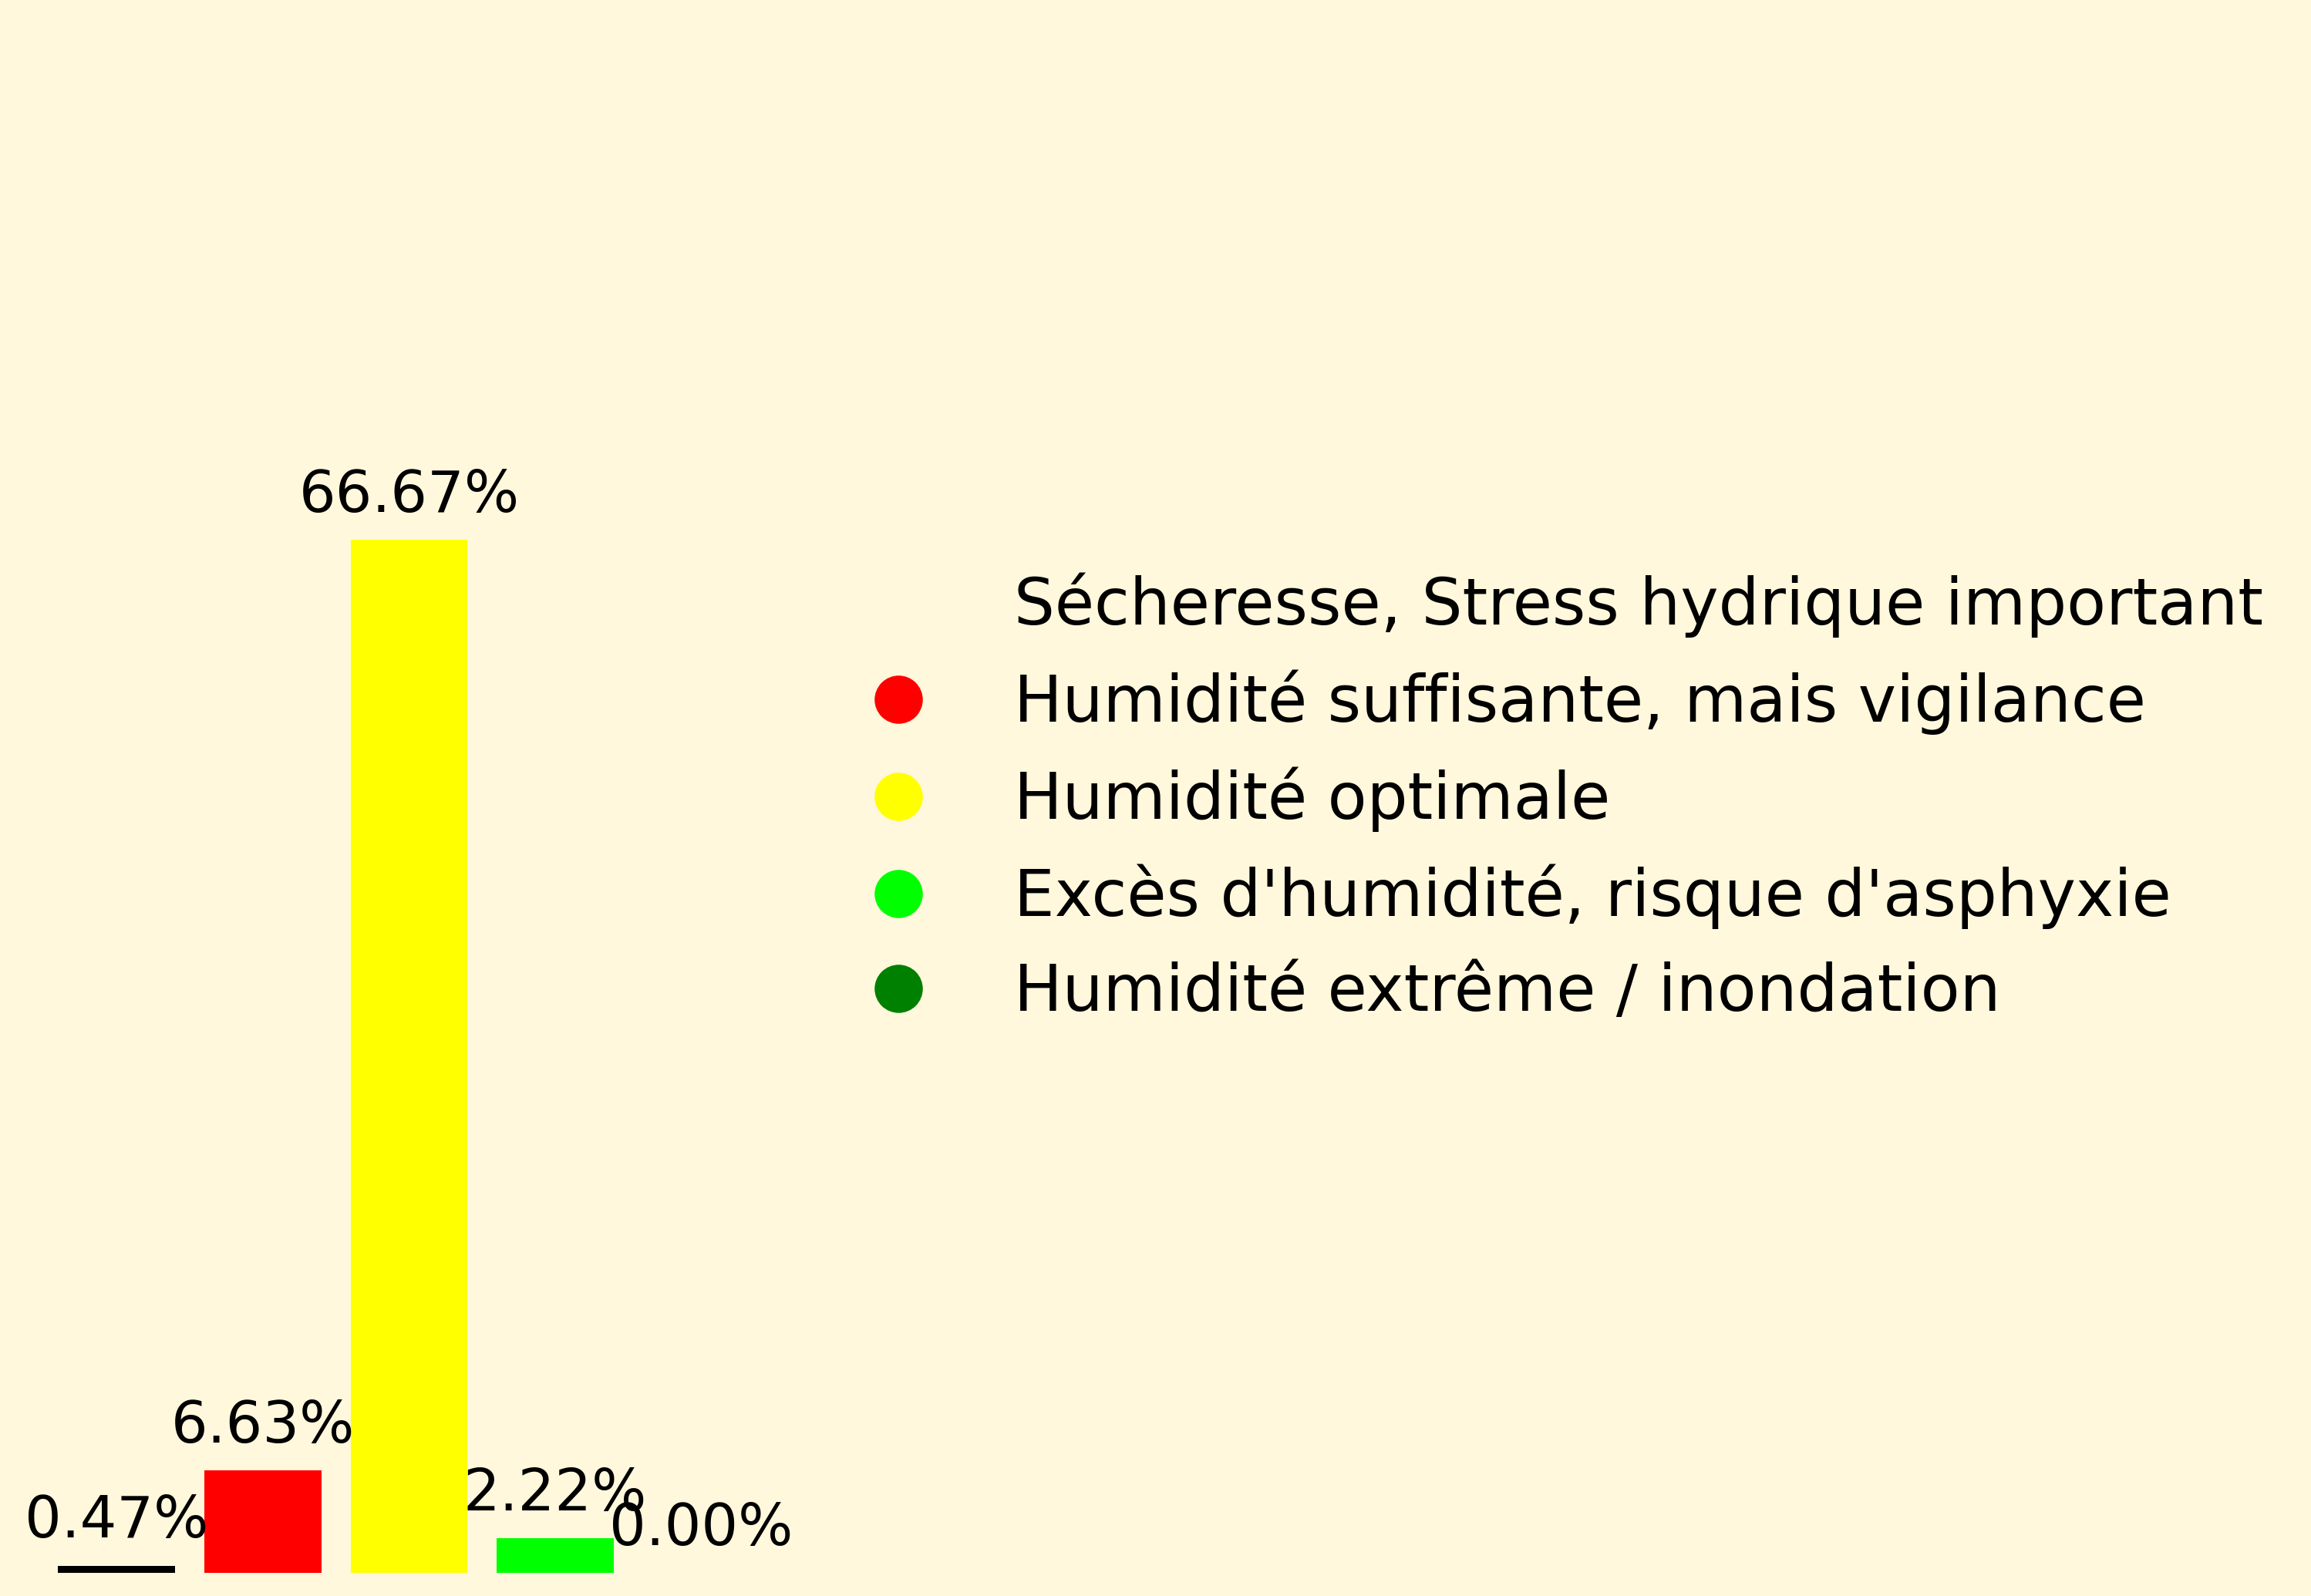 66.67%
6.63%
0.47%
2.22%
0.00%
Sécheresse, Stress hydrique important
Humidité suffisante, mais vigilance
Humidité optimale
Excès d'humidité, risque d'asphyxie
Humidité extrême / inondation